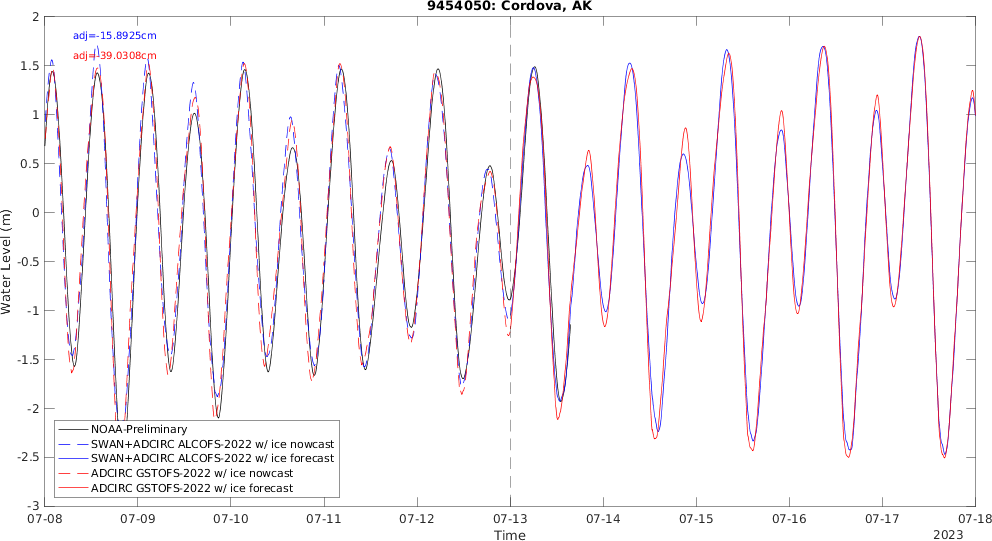 9454050: Cordova, AK
adj=-15.8925cm
adj=-39.0308cm
2
1.5
1
0.5
0
-0.5
-1
-1.5
-2
-2.5
-3
Water Level (m)
NOAA-Preliminary
SWAN+ADCIRC ALCOFS-2022 w/ ice nowcast
SWAN+ADCIRC ALCOFS-2022 w/ ice forecast
ADCIRC GSTOFS-2022 w/ ice nowcast
ADCIRC GSTOFS-2022 w/ ice forecast
07-08 07-09 07-10 07-11 07-12 07-13 07-14 07-15 07-16 07-17 07-18
Time
2023